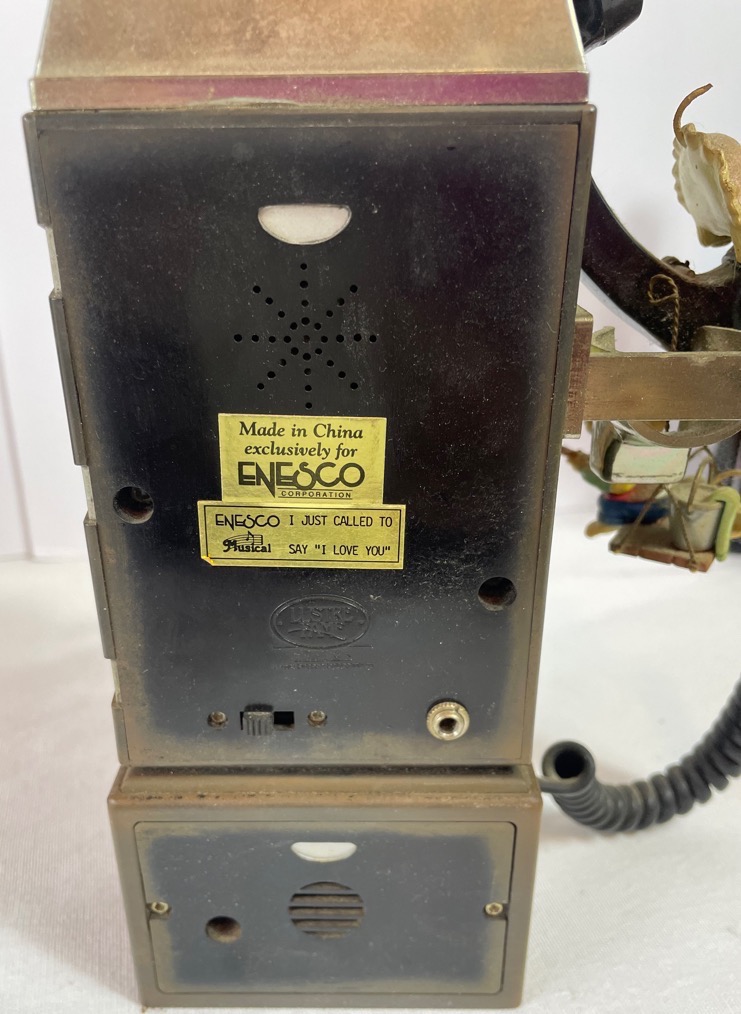 Made in China
exclusively for
ENESCO
CORPORATION
ENESCO I JUST CALLED TO
Musical SAY "I LOVE YOU"